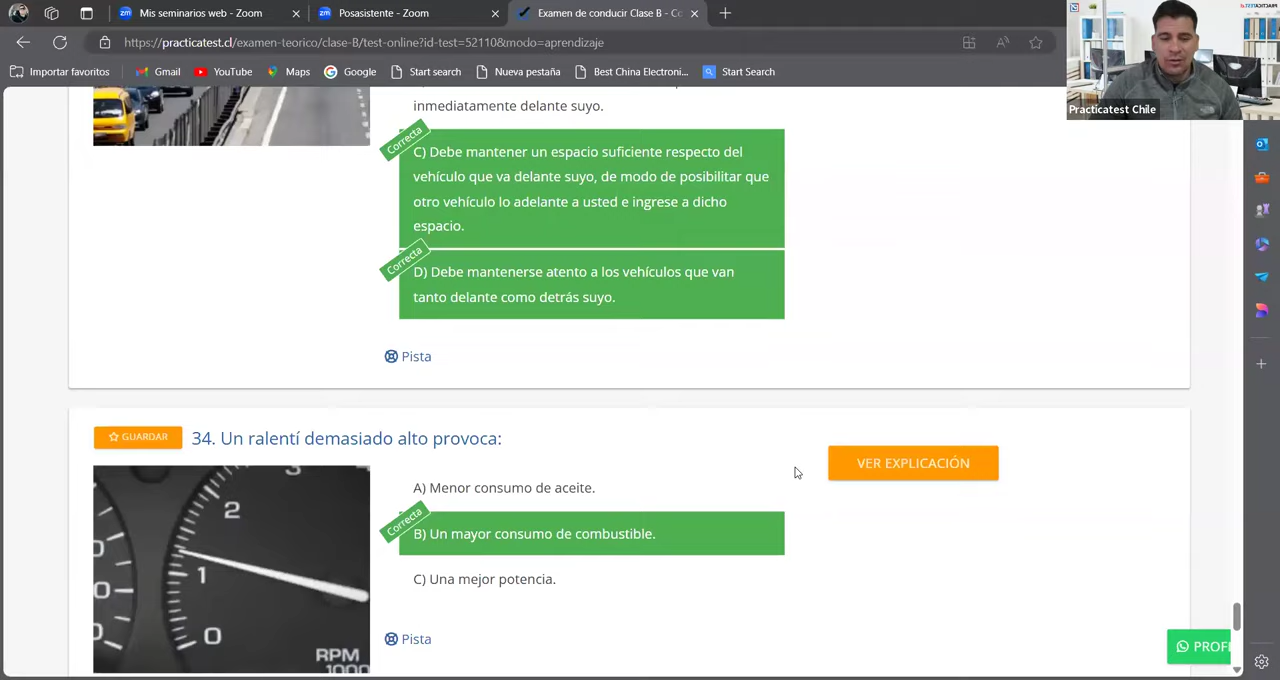 Mis seminarios web - Zoom
Posasistente - Zoom
Examen de conducir Clase B - Co
https://practicatest.cl/examen-teorico/clase-B/test-online?id-test=52110&modo=aprendizaje
Importar favoritos
Gmail
YouTube
Maps
Google
Start search
Nueva pestaña
Best China Electroni...
Start Search
Practicatest Chile
inmediatamente delante suyo.
Correcta
C) Debe mantener un espacio suficiente respecto del
vehículo que va delante suyo, de modo de posibilitar que
otro vehículo lo adelante a usted e ingrese a dicho
espacio.
Correcta
D) Debe mantenerse atento a los vehículos que van
tanto delante como detrás suyo.
Pista
GUARDAR
34. Un ralentí demasiado alto provoca:
VER EXPLICACIÓN
A) Menor consumo de aceite.
Correcta
B) Un mayor consumo de combustible.
C) Una mejor potencia.
Pista
3
2
1
0
RPM
1000
PROF